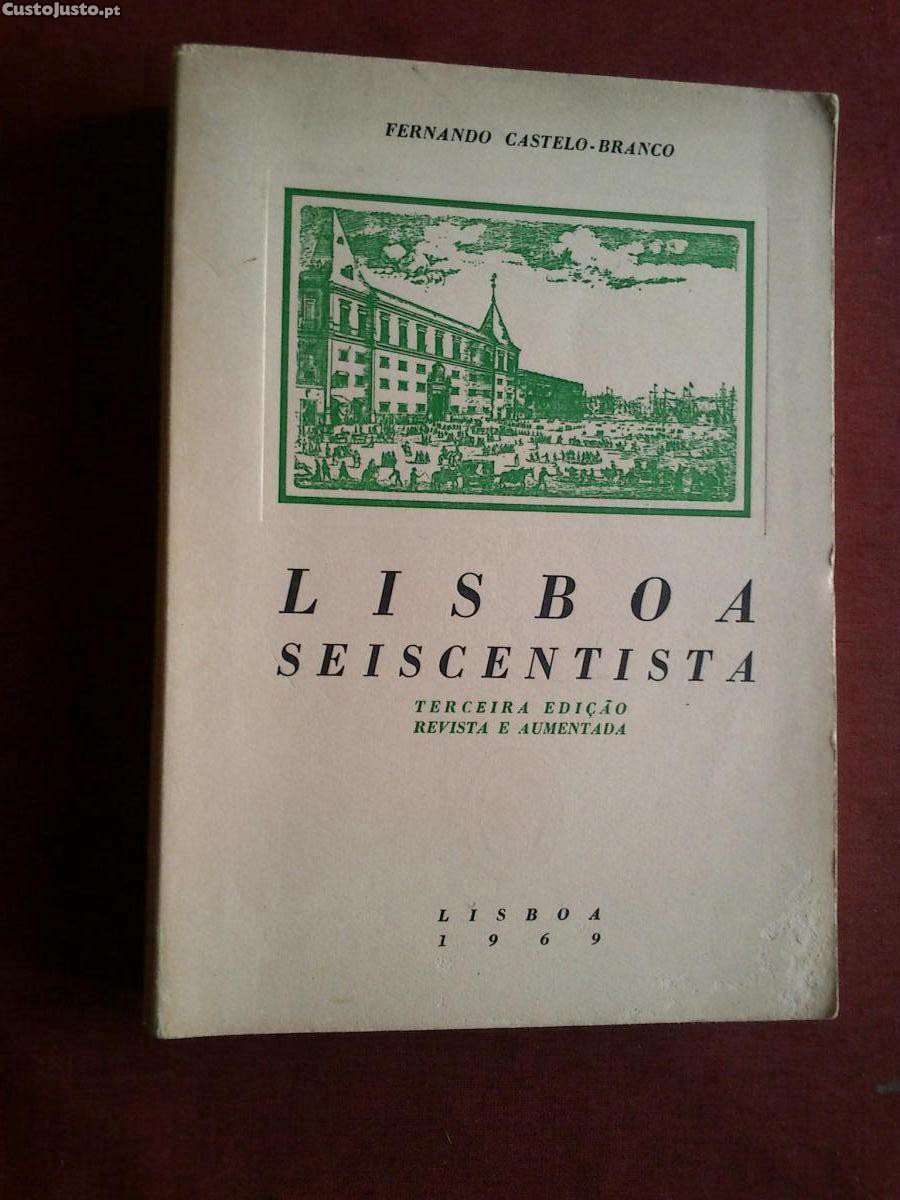 CustoJusto.pt
FERNANDO CASTELO-BRANCO
LISBOA
SEISCENTISTA
TERCEIRA EDIÇÃO
REVISTA E AUMENTADA
LISBOA
1969